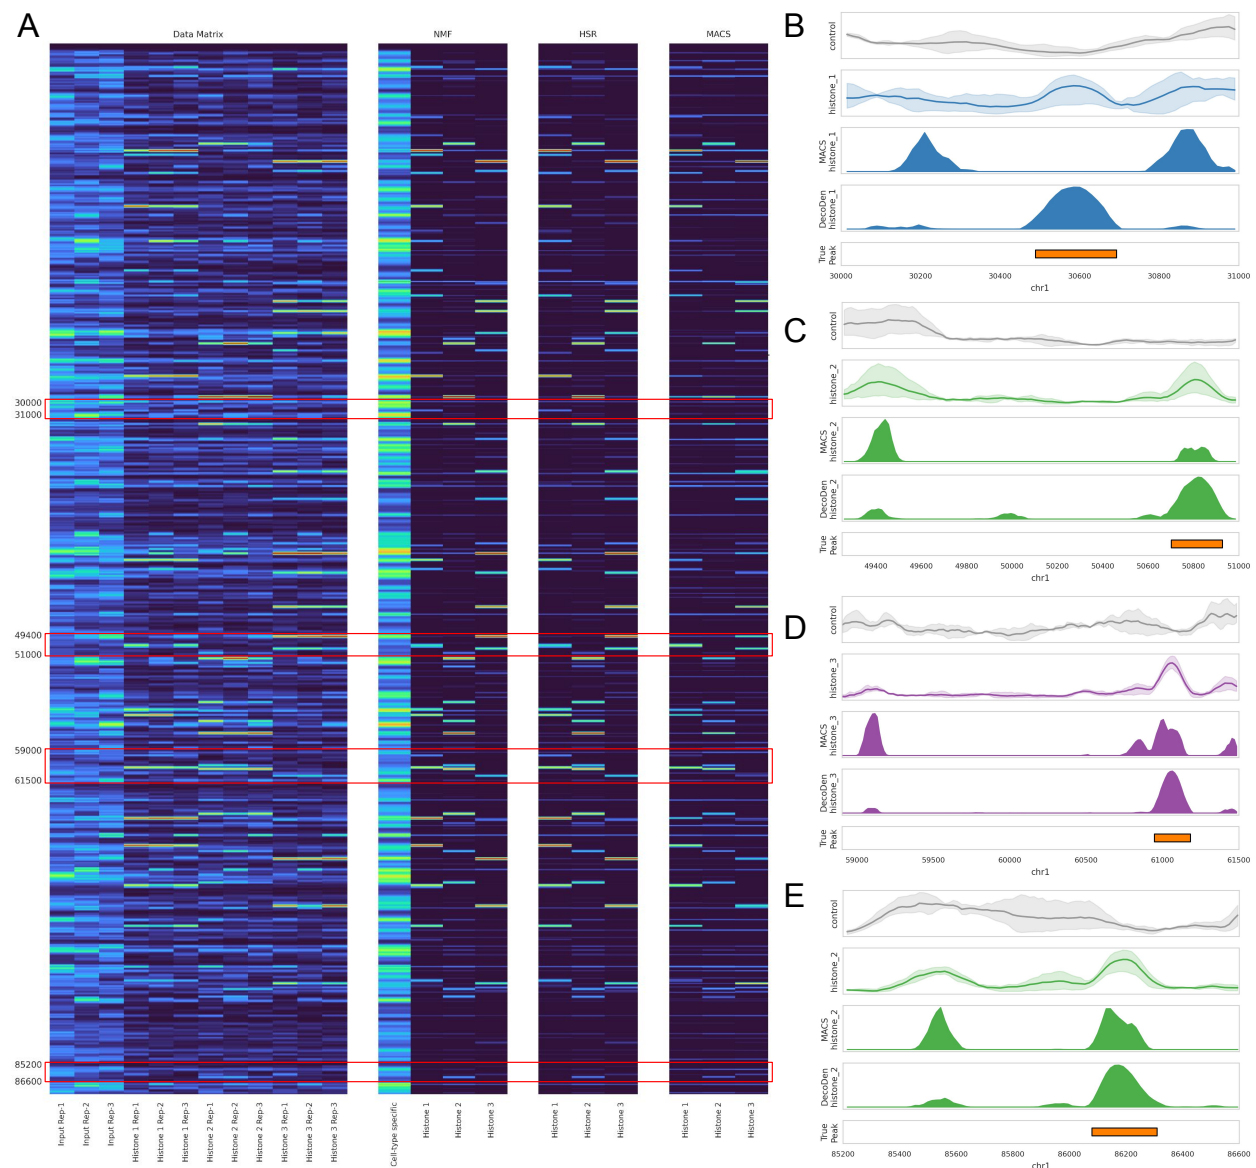 A
Data Matrix
NMF
HSR
MACS
30000
31000
49400
51000
59000
61500
85200
86600
Input Rep-1
Input Rep-2
Input Rep-3
Histone 1 Rep-1
Histone 1 Rep-2
Histone 1 Rep-3
Histone 2 Rep-1
Histone 2 Rep-2
Histone 2 Rep-3
Histone 3 Rep-1
Histone 3 Rep-2
Histone 3 Rep-3
Cell-type specific
Histone 1
Histone 2
Histone 3
Histone 1
Histone 2
Histone 3
Histone 1
Histone 2
Histone 3
B
control
histone_1
MACS
histone_1
DecoDen
histone_1
True
Peak
30000 30200 30400 30600 30800 31000
chr1
C
control
histone_2
MACS
histone_2
DecoDen
histone_2
True
Peak
49400 49600 49800 50000 50200 50400 50600 50800 51000
chr1
D
control
histone_3
MACS
histone_3
DecoDen
histone_3
True
Peak
59000 59500 60000 60500 61000 61500
chr1
E
control
histone_2
MACS
histone_2
DecoDen
histone_2
True
Peak
85200 85400 85600 85800 86000 86200 86400 86600
chr1